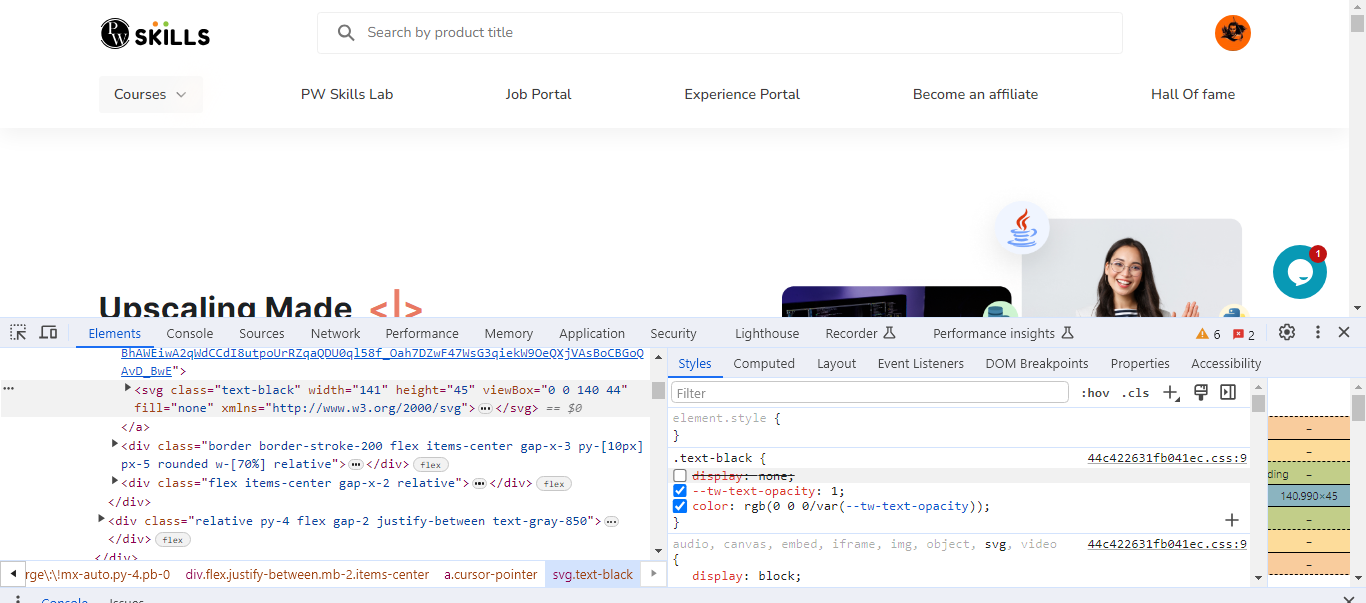 PW SKILLS
Search by product title
Courses
PW Skills Lab
Job Portal
Experience Portal
Become an affiliate
Hall Of fame
Upscaling Made </>
1
Elements Console Sources Network Performance Memory Application Security Lighthouse Recorder Performance insights 6 2
BhAWEiwA2qWdCCdI8utpoUrRZqaQDU0ql58f_Oah7DZwF47WsG3qiekW9OeQXjVAsBoCBGoQ
AvD_BwE">
<svg class="text-black" width="141" height="45" viewBox="0 0 140 44"
fill="none" xmlns="http://www.w3.org/2000/svg">…</svg> == $0
</a>
<div class="border border-stroke-200 flex items-center gap-x-3 py-[10px]
px-5 rounded w-[70%] relative">…</div> flex
<div class="flex items-center gap-x-2 relative">…</div> flex
</div>
<div class="relative py-4 flex gap-2 justify-between text-gray-850">…
</div> flex
</div>
rge\:\!mx-auto.py-4.pb-0 div.flex.justify-between.mb-2.items-center a.cursor-pointer svg.text-black
Styles Computed Layout Event Listeners DOM Breakpoints Properties Accessibility
Filter :hov .cls
element.style {
}
.text-black { 44c422631fb041ec.css:9
display: none;
--tw-text-opacity: 1;
color: rgb(0 0 0/var(--tw-text-opacity));
}
audio, canvas, embed, iframe, img, object, svg, video 44c422631fb041ec.css:9
{
display: block;
–
–
ding –
140.990×45
–
–
–
Console Issues